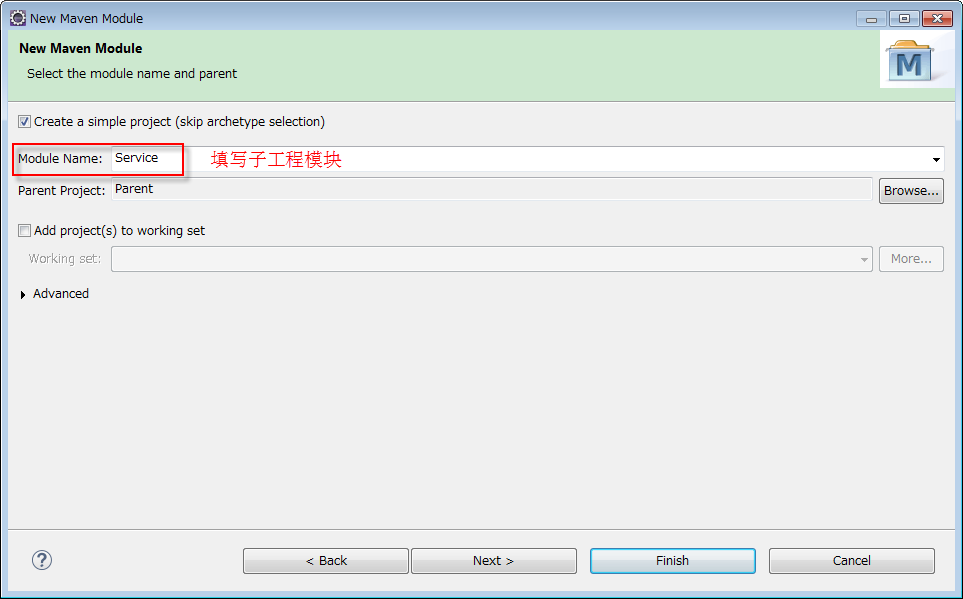 New Maven Module
New Maven Module
Select the module name and parent
M
Create a simple project (skip archetype selection)
Module Name: Service 填写子工程模块
Parent Project: Parent Browse...
Add project(s) to working set
Working set: More...
Advanced
? < Back Next > Finish Cancel